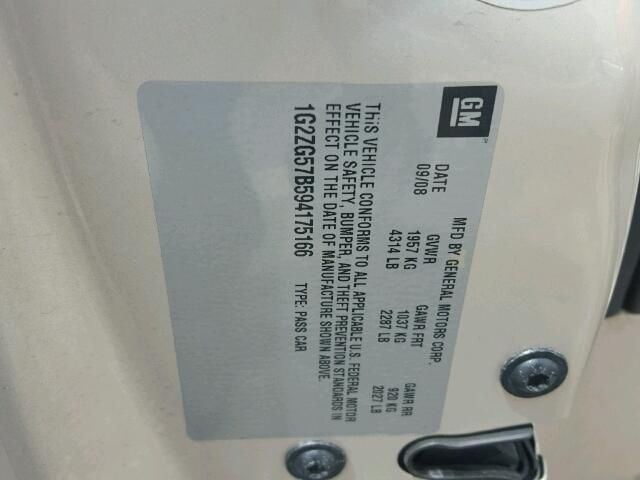 GM
MFD BY GENERAL MOTORS CORP.
DATE GVWR GAWR FRT GAWR RR
09/08 1957 KG 1037 KG 920 KG
4314 LB 2287 LB 2027 LB
THIS VEHICLE CONFORMS TO ALL APPLICABLE U.S. FEDERAL MOTOR
VEHICLE SAFETY, BUMPER, AND THEFT PREVENTION STANDARDS IN
EFFECT ON THE DATE OF MANUFACTURE SHOWN ABOVE.
1G2ZG57B594175166 TYPE: PASS CAR